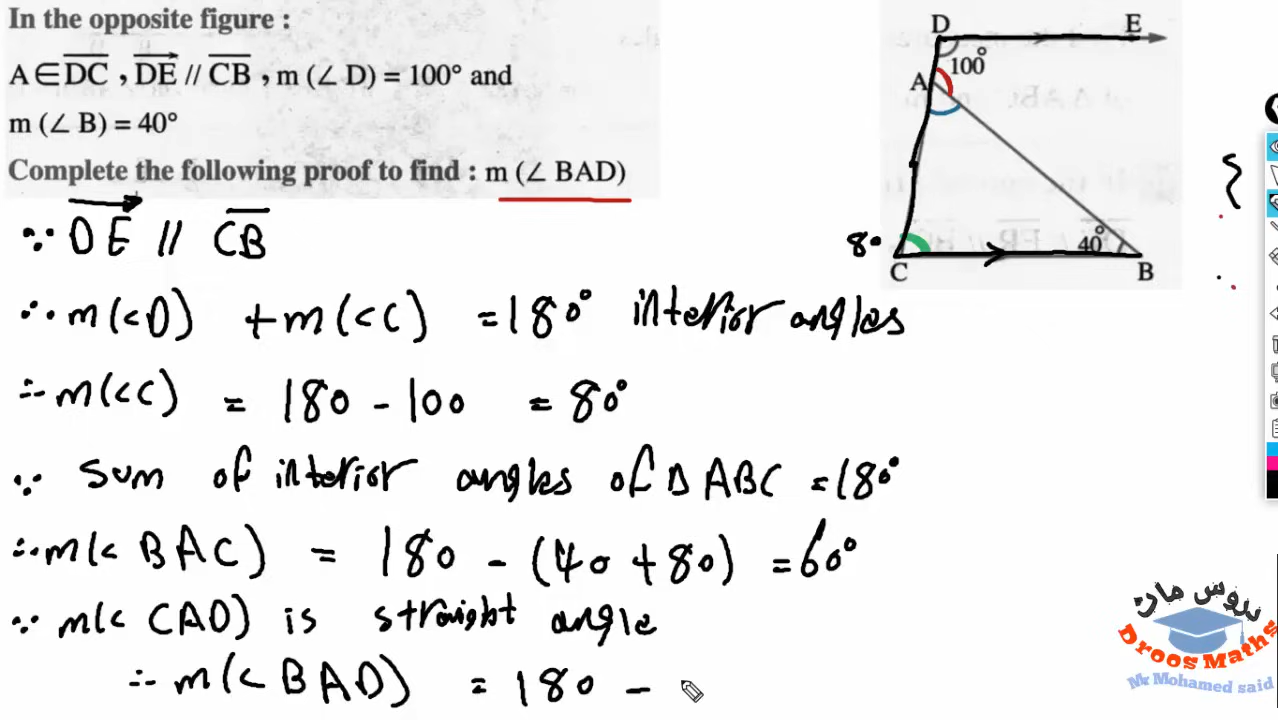 In the opposite figure :
A ∈ DC , DE // CB , m (∠ D) = 100° and
m (∠ B) = 40°
Complete the following proof to find : m (∠ BAD)
∵ DE // CB
∴ m(<D) + m(<C) = 180° interior angles
∴ m(<C) = 180 - 100 = 80°
∵ Sum of interior angles of Δ ABC = 180°
∴ m(< BAC) = 180 - (40 + 80) = 60°
∵ m(< CAD) is straight angle
∴ m(< BAD) = 180 -
D E
100°
A
80 40°
C B
دروس ماث
Droos Maths
Mr Mohamed said